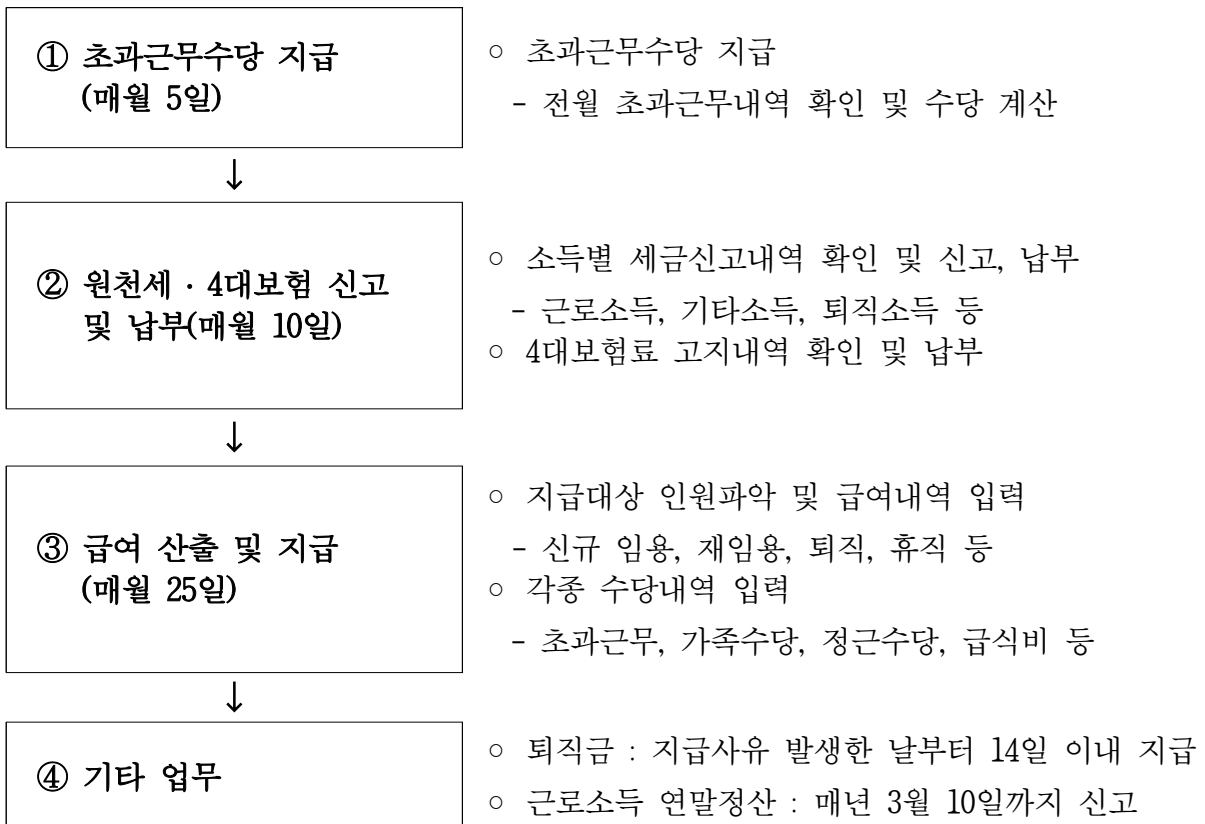 ① 초과근무수당 지급
(매월 5일)
○ 초과근무수당 지급
- 전월 초과근무내역 확인 및 수당 계산
↓
② 원천세 · 4대보험 신고
및 납부(매월 10일)
○ 소득별 세금신고내역 확인 및 신고, 납부
- 근로소득, 기타소득, 퇴직소득 등
○ 4대보험료 고지내역 확인 및 납부
↓
③ 급여 산출 및 지급
(매월 25일)
○ 지급대상 인원파악 및 급여내역 입력
- 신규 임용, 재임용, 퇴직, 휴직 등
○ 각종 수당내역 입력
- 초과근무, 가족수당, 정근수당, 급식비 등
↓
④ 기타 업무
○ 퇴직금 : 지급사유 발생한 날부터 14일 이내 지급
○ 근로소득 연말정산 : 매년 3월 10일까지 신고